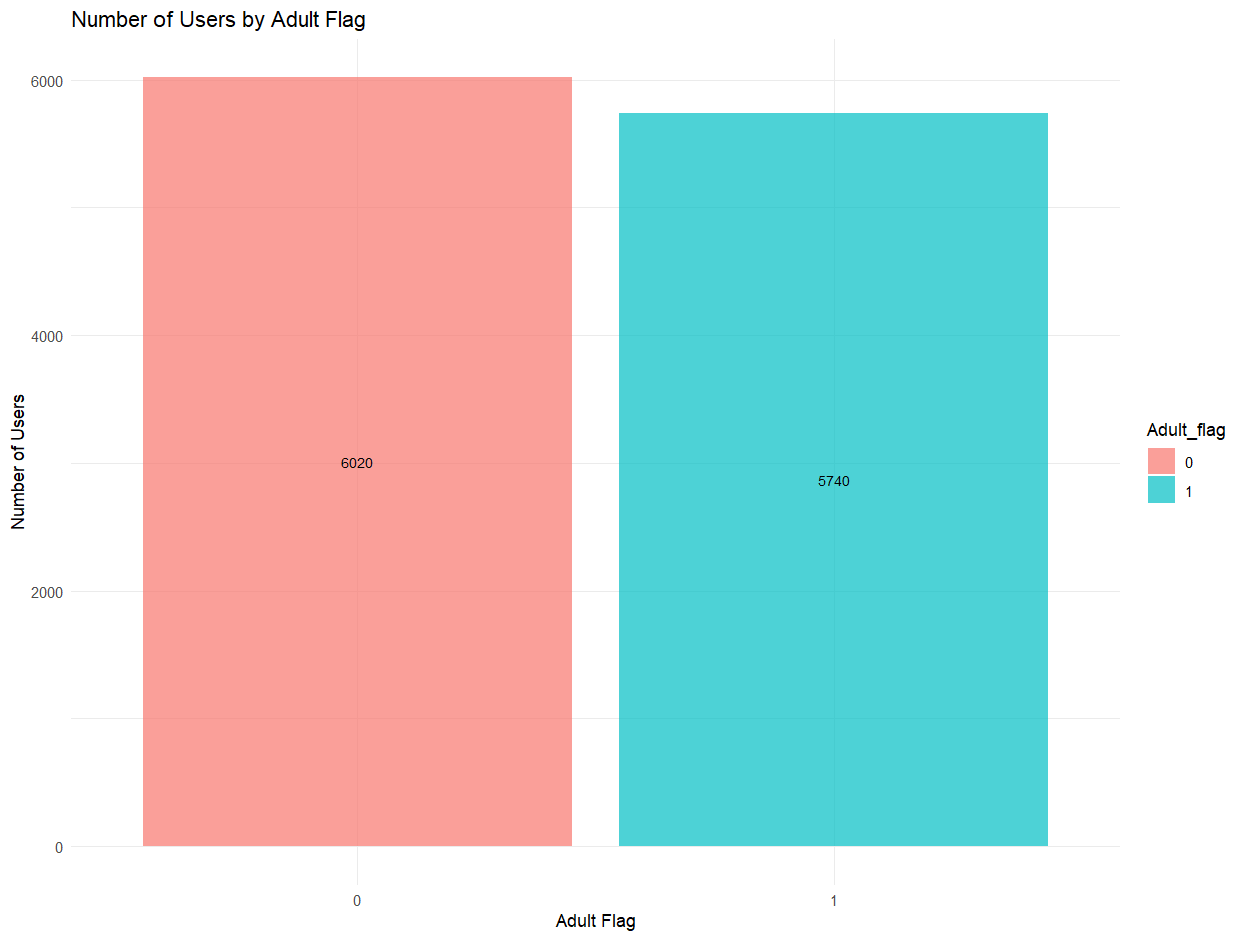 Number of Users by Adult Flag
6000
4000
2000
0
Number of Users
6020
5740
0
1
Adult Flag
Adult_flag
0
1